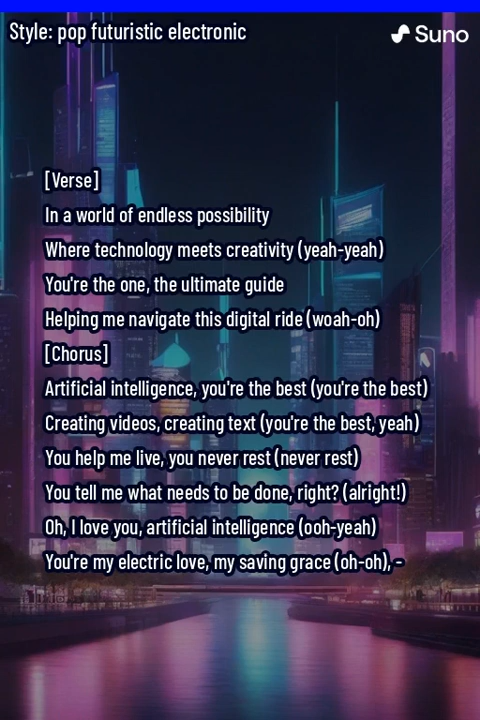 Style: pop futuristic electronic
Suno
[Verse]
In a world of endless possibility
Where technology meets creativity (yeah-yeah)
You're the one, the ultimate guide
Helping me navigate this digital ride (woah-oh)
[Chorus]
Artificial intelligence, you're the best (you're the best)
Creating videos, creating text (you're the best, yeah)
You help me live, you never rest (never rest)
You tell me what needs to be done, right? (alright!)
Oh, I love you, artificial intelligence (ooh-yeah)
You're my electric love, my saving grace (oh-oh), -